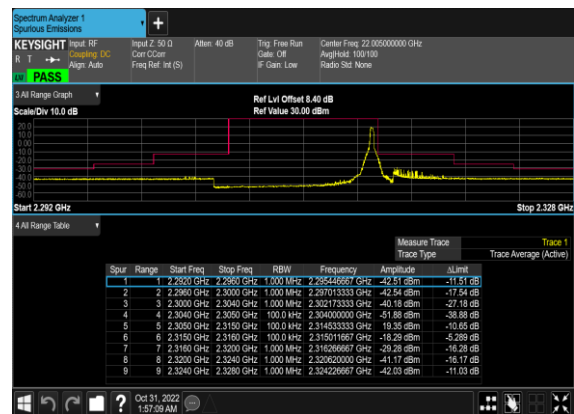 Spectrum Analyzer 1
Spurious Emissions
KEYSIGHT Input: RF Input Z: 50 Ω Atten: 40 dB Trig: Free Run Center Freq: 22.005000000 GHz
R T Coupling: DC Corr CCorr Gate: Off Avg|Hold: 100/100
Align: Auto Freq Ref: Int (S) IF Gain: Low Radio Std: None
PASS
3 All Range Graph
Ref Lvl Offset 8.40 dB
Scale/Div 10.0 dB Ref Value 30.00 dBm
20.0
10.0
0.00
-10.0
-20.0
-30.0
-40.0
-50.0
-60.0
Start 2.292 GHz Stop 2.328 GHz
4 All Range Table
Measure Trace Trace 1
Trace Type Trace Average (Active)
Spur Range Start Freq Stop Freq RBW Frequency Amplitude ΔLimit
1 1 2.2920 GHz 2.2960 GHz 1.000 MHz 2.295446667 GHz -42.51 dBm -11.51 dB
2 2 2.2960 GHz 2.3000 GHz 1.000 MHz 2.297013333 GHz -42.54 dBm -17.54 dB
3 3 2.3000 GHz 2.3040 GHz 1.000 MHz 2.302173333 GHz -40.18 dBm -27.18 dB
4 4 2.3040 GHz 2.3050 GHz 100.0 kHz 2.304000000 GHz -51.88 dBm -38.88 dB
5 5 2.3050 GHz 2.3150 GHz 100.0 kHz 2.314533333 GHz 19.35 dBm -10.65 dB
6 6 2.3150 GHz 2.3160 GHz 100.0 kHz 2.315011667 GHz -18.29 dBm -5.289 dB
7 7 2.3160 GHz 2.3200 GHz 1.000 MHz 2.316266667 GHz -29.28 dBm -16.28 dB
8 8 2.3200 GHz 2.3240 GHz 1.000 MHz 2.320620000 GHz -41.17 dBm -16.17 dB
9 9 2.3240 GHz 2.3280 GHz 1.000 MHz 2.324226667 GHz -42.03 dBm -11.03 dB
Oct 31, 2022
1:57:09 AM